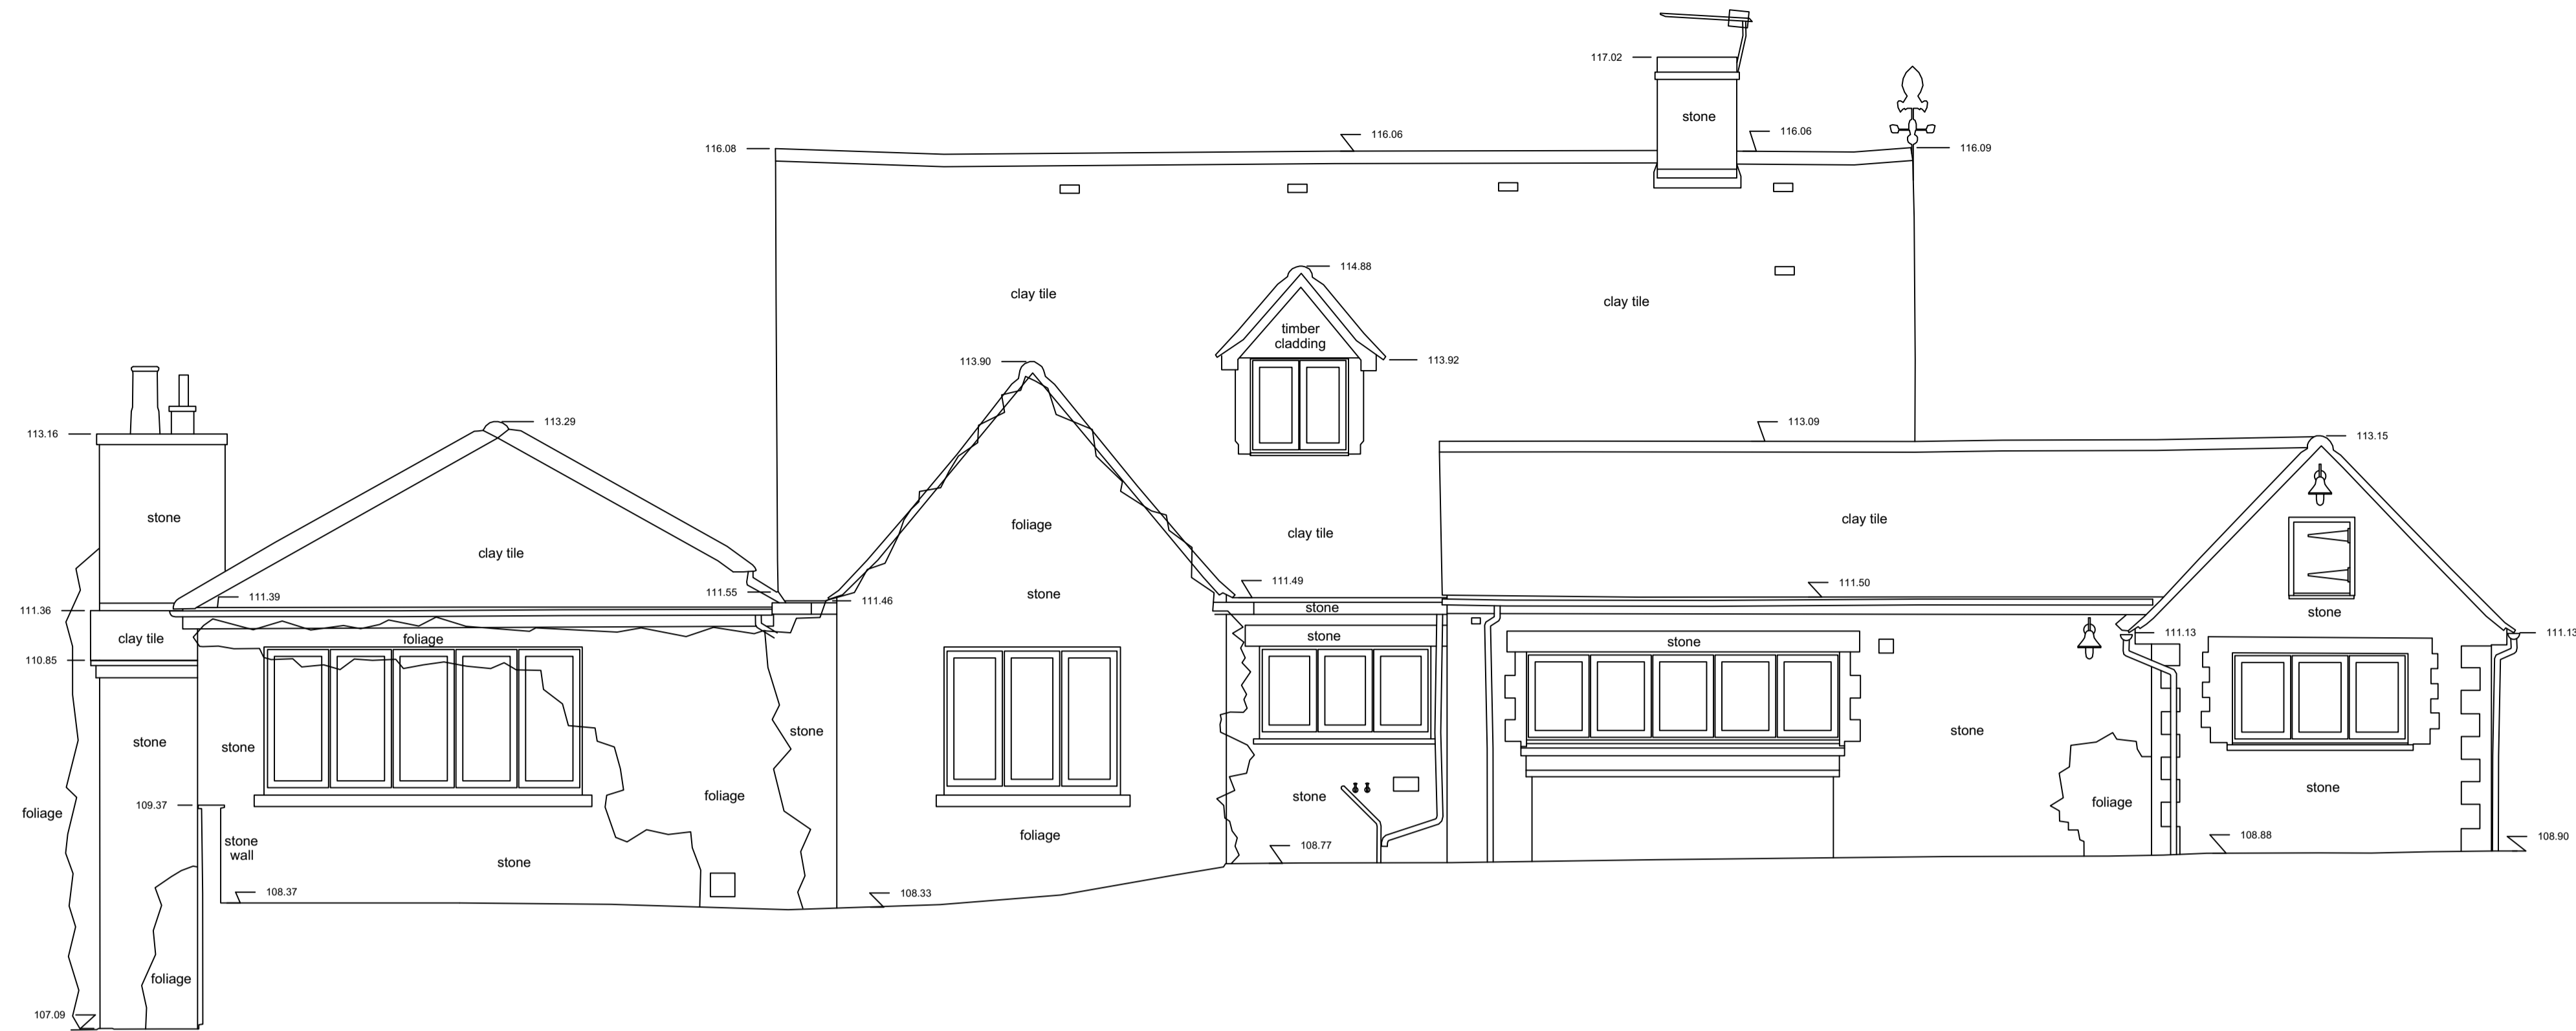 117.02
stone
116.06
116.06
116.08
116.09
114.88
clay tile
clay tile
timber
cladding
113.90
113.92
113.29
113.09
113.16
113.15
stone
foliage
clay tile
clay tile
clay tile
111.55
111.49
111.50
111.39
stone
111.46
111.36
stone
stone
clay tile
foliage
stone
stone
111.13
111.13
110.85
stone
stone
stone
stone
stone
foliage
stone
foliage
109.37
foliage
stone
wall
foliage
108.88
108.90
108.77
stone
108.37
108.33
foliage
107.09